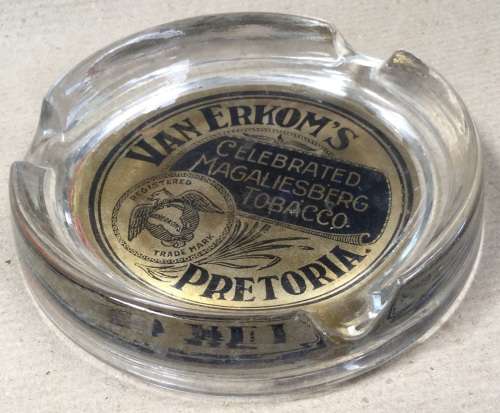 VAN ERKOM'S
CELEBRATED
MAGALIESBERG
TOBACCO.
REGISTERED
TRADE MARK
PRETORIA.